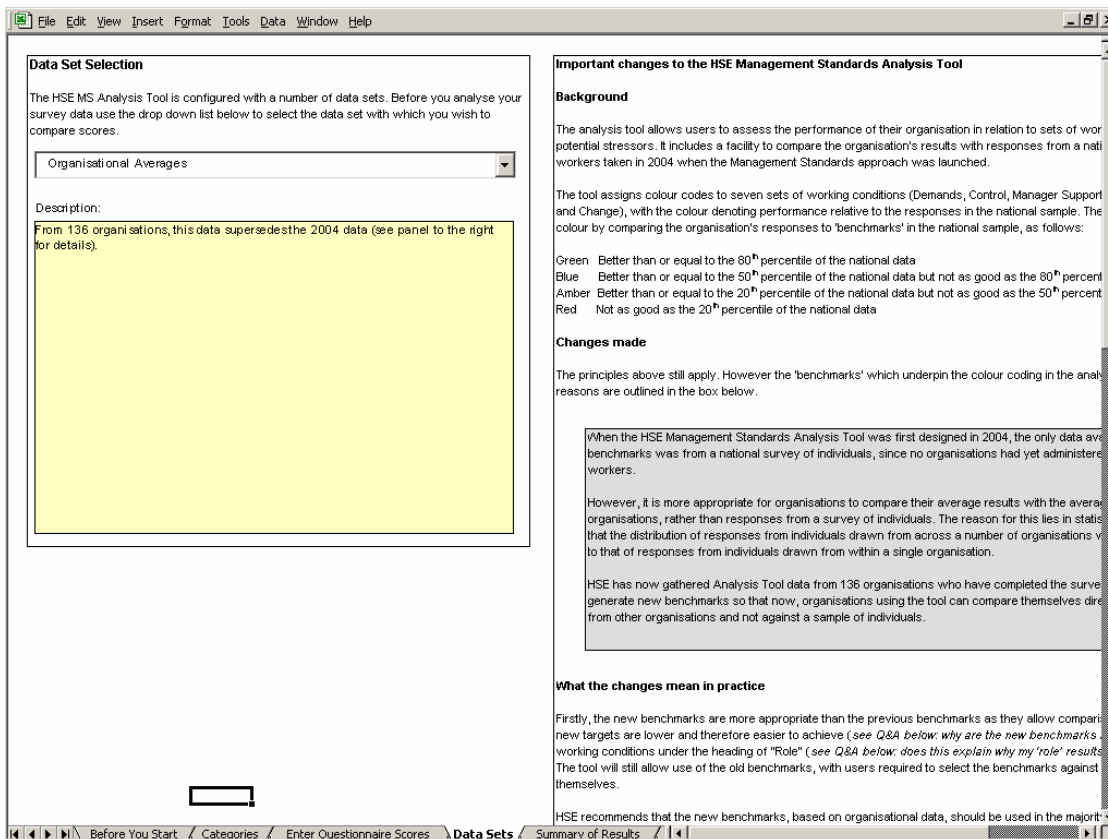 File Edit View Insert Format Tools Data Window Help
Data Set Selection
The HSE MS Analysis Tool is configured with a number of data sets. Before you analyse your
survey data use the drop down list below to select the data set with which you wish to
compare scores.
Organisational Averages
Description:
From 136 organisations, this data supersedes the 2004 data (see panel to the right
for details).
Important changes to the HSE Management Standards Analysis Tool
Background
The analysis tool allows users to assess the performance of their organisation in relation to sets of wor
potential stressors. It includes a facility to compare the organisation's results with responses from a nati
workers taken in 2004 when the Management Standards approach was launched.
The tool assigns colour codes to seven sets of working conditions (Demands, Control, Manager Support
and Change), with the colour denoting performance relative to the responses in the national sample. The
colour by comparing the organisation's responses to 'benchmarks' in the national sample, as follows:
Green Better than or equal to the 80th percentile of the national data
Blue Better than or equal to the 50th percentile of the national data but not as good as the 80th percent
Amber Better than or equal to the 20th percentile of the national data but not as good as the 50th percent
Red Not as good as the 20th percentile of the national data
Changes made
The principles above still apply. However the 'benchmarks' which underpin the colour coding in the analy
reasons are outlined in the box below.
When the HSE Management Standards Analysis Tool was first designed in 2004, the only data ava
benchmarks was from a national survey of individuals, since no organisations had yet administere
workers.
However, it is more appropriate for organisations to compare their average results with the averag
organisations, rather than responses from a survey of individuals. The reason for this lies in statis
that the distribution of responses from individuals drawn from across a number of organisations v
to that of responses from individuals drawn from within a single organisation.
HSE has now gathered Analysis Tool data from 136 organisations who have completed the surve
generate new benchmarks so that now, organisations using the tool can compare themselves dire
from other organisations and not against a sample of individuals.
What the changes mean in practice
Firstly, the new benchmarks are more appropriate than the previous benchmarks as they allow compari
new targets are lower and therefore easier to achieve (see Q&A below: why are the new benchmarks
working conditions under the heading of "Role" (see Q&A below: does this explain why my 'role' results
The tool will still allow use of the old benchmarks, with users required to select the benchmarks against
themselves.
HSE recommends that the new benchmarks, based on organisational data, should be used in the majorit
Before You Start Categories Enter Questionnaire Scores Data Sets Summary of Results